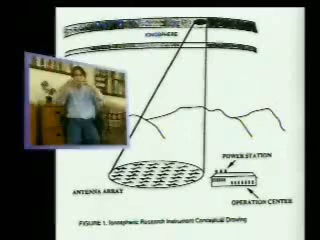 IONOSPHERE
POWER STATION
ANTENNA ARRAY
OPERATION CENTER
FIGURE 1. Ionospheric Research Instrument Conceptual Drawing